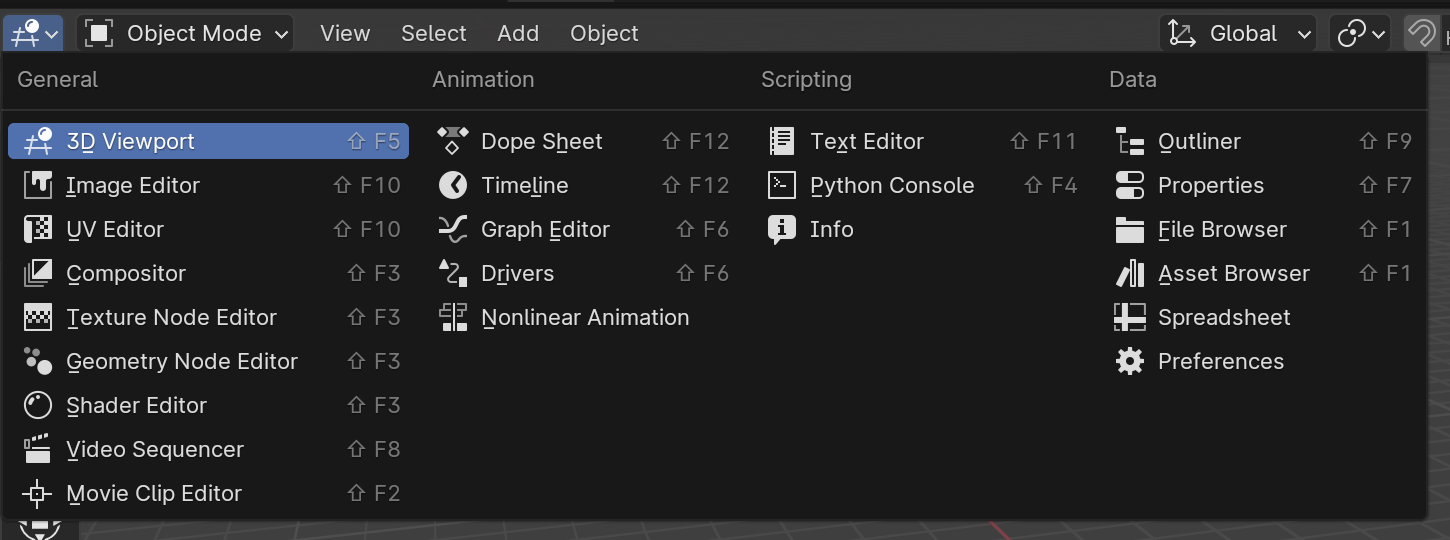 Object Mode View Select Add Object Global
General Animation Scripting Data
3D Viewport ⇧ F5 Dope Sheet ⇧ F12 Text Editor ⇧ F11 Outliner ⇧ F9
Image Editor ⇧ F10 Timeline ⇧ F12 Python Console ⇧ F4 Properties ⇧ F7
UV Editor ⇧ F10 Graph Editor ⇧ F6 Info File Browser ⇧ F1
Compositor ⇧ F3 Drivers ⇧ F6 Asset Browser ⇧ F1
Texture Node Editor ⇧ F3 Nonlinear Animation Spreadsheet
Geometry Node Editor ⇧ F3 Preferences
Shader Editor ⇧ F3
Video Sequencer ⇧ F8
Movie Clip Editor ⇧ F2